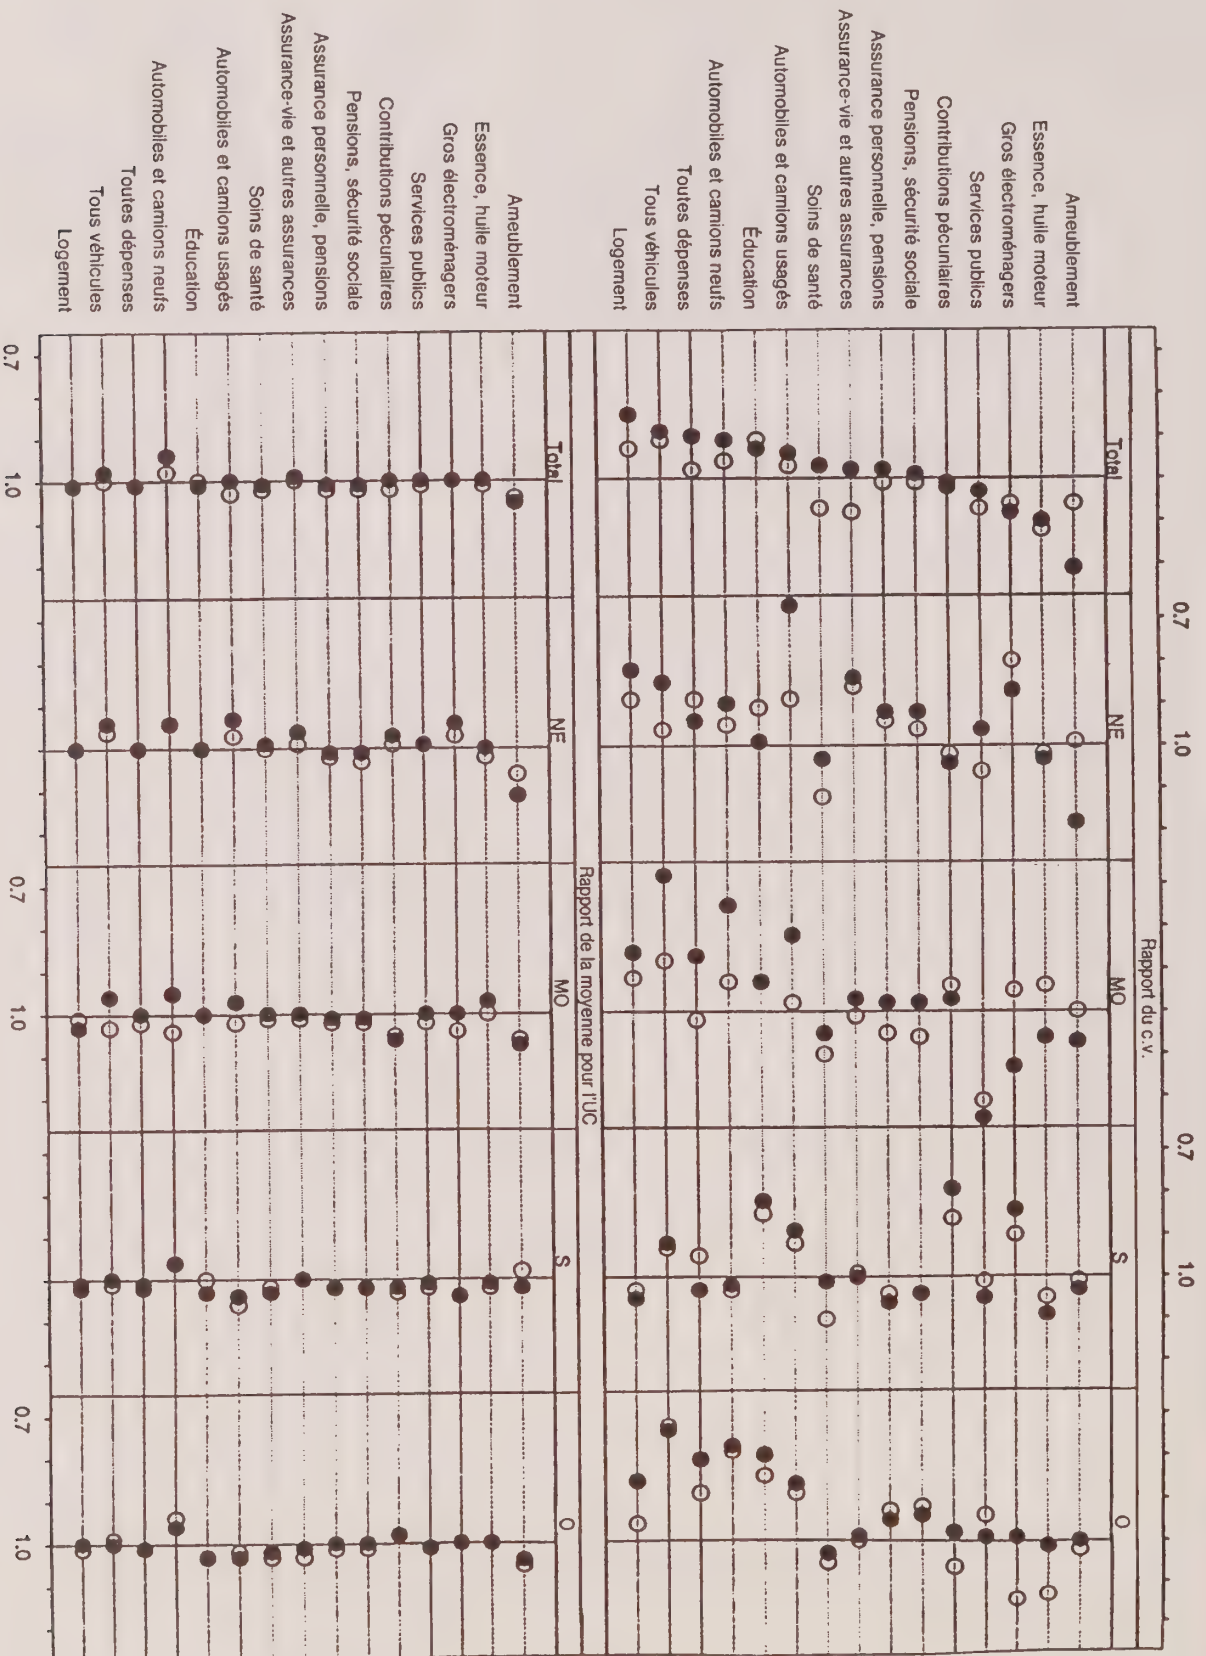 0.7 1.0 0.7 1.0
Rapport du c.v.
Total NE MO S O
Ameublement
Essence, huile moteur
Gros électroménagers
Services publics
Contributions pécuniaires
Pensions, sécurité sociale
Assurance personnelle, pensions
Assurance-vie et autres assurances
Soins de santé
Automobiles et camions usagés
Éducation
Automobiles et camions neufs
Toutes dépenses
Tous véhicules
Logement
Rapport de la moyenne pour l'UC
Total NE MO S O
Ameublement
Essence, huile moteur
Gros électroménagers
Services publics
Contributions pécuniaires
Pensions, sécurité sociale
Assurance personnelle, pensions
Assurance-vie et autres assurances
Soins de santé
Automobiles et camions usagés
Éducation
Automobiles et camions neufs
Toutes dépenses
Tous véhicules
Logement
0.7 1.0 0.7 1.0 0.7 1.0